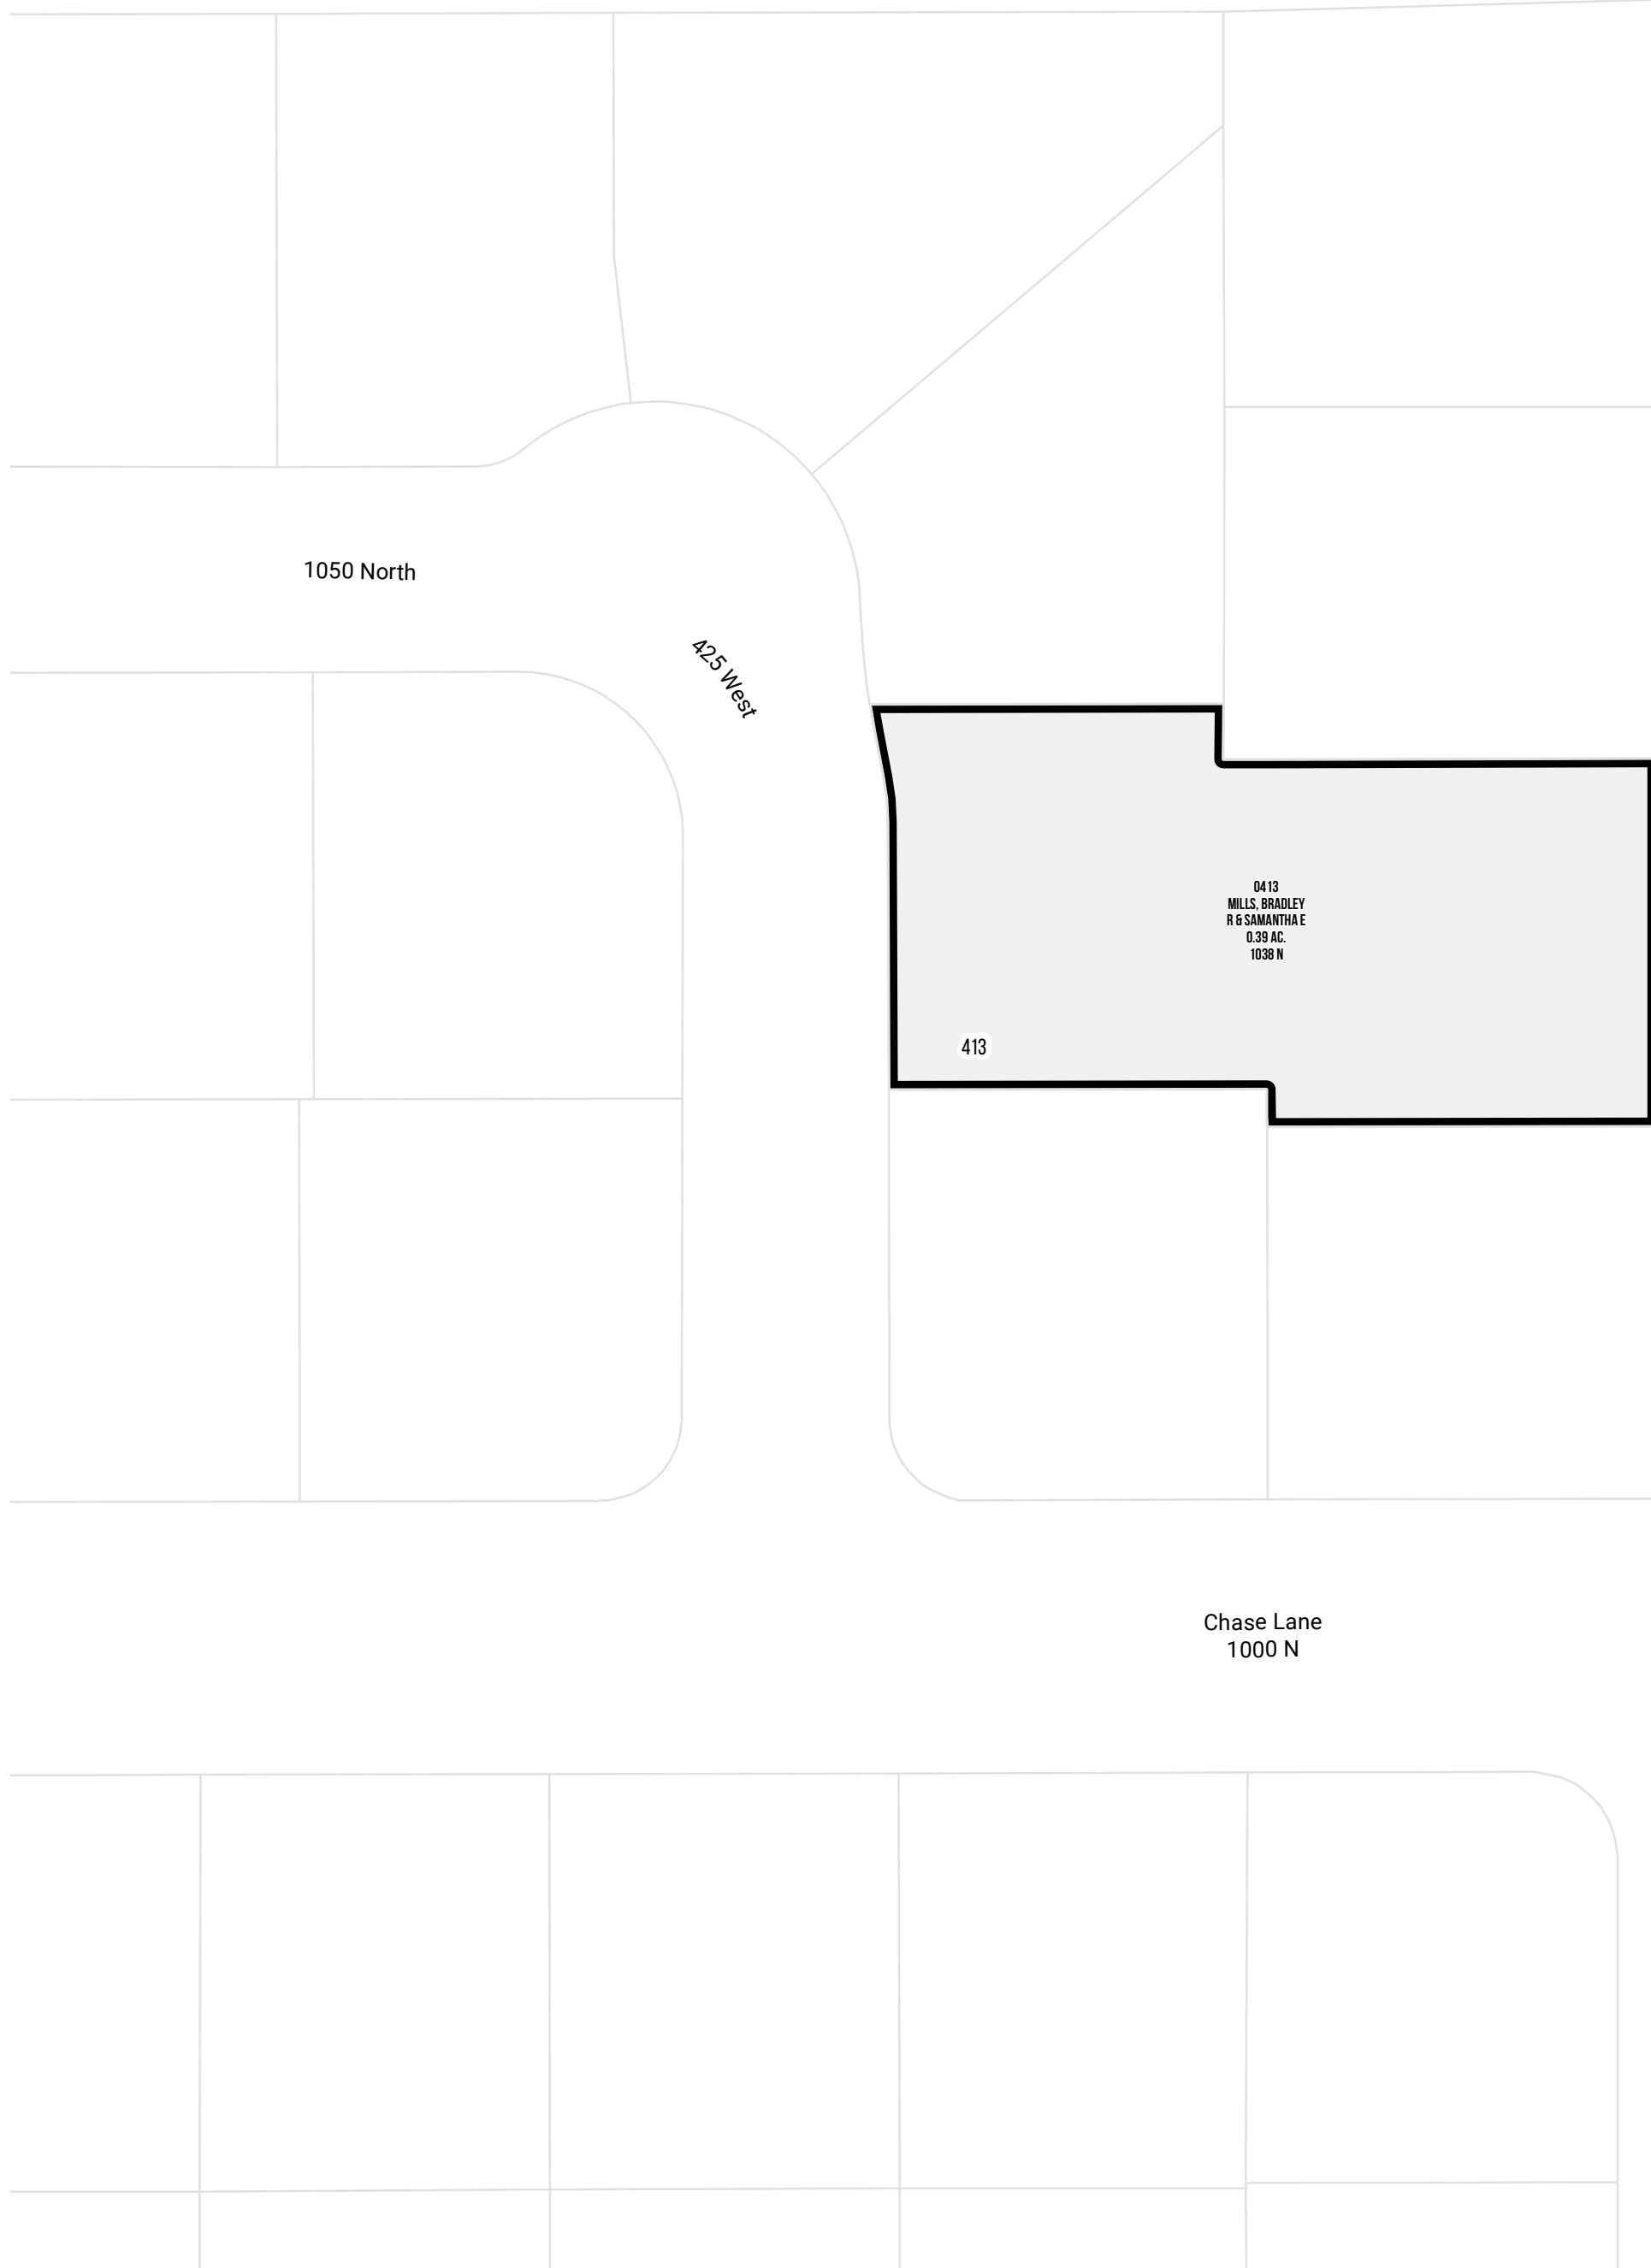 1050 North
425 West
0413
MILLS, BRADLEY
R & SAMANTHA E
0.39 AC.
1038 N
413
Chase Lane
1000 N